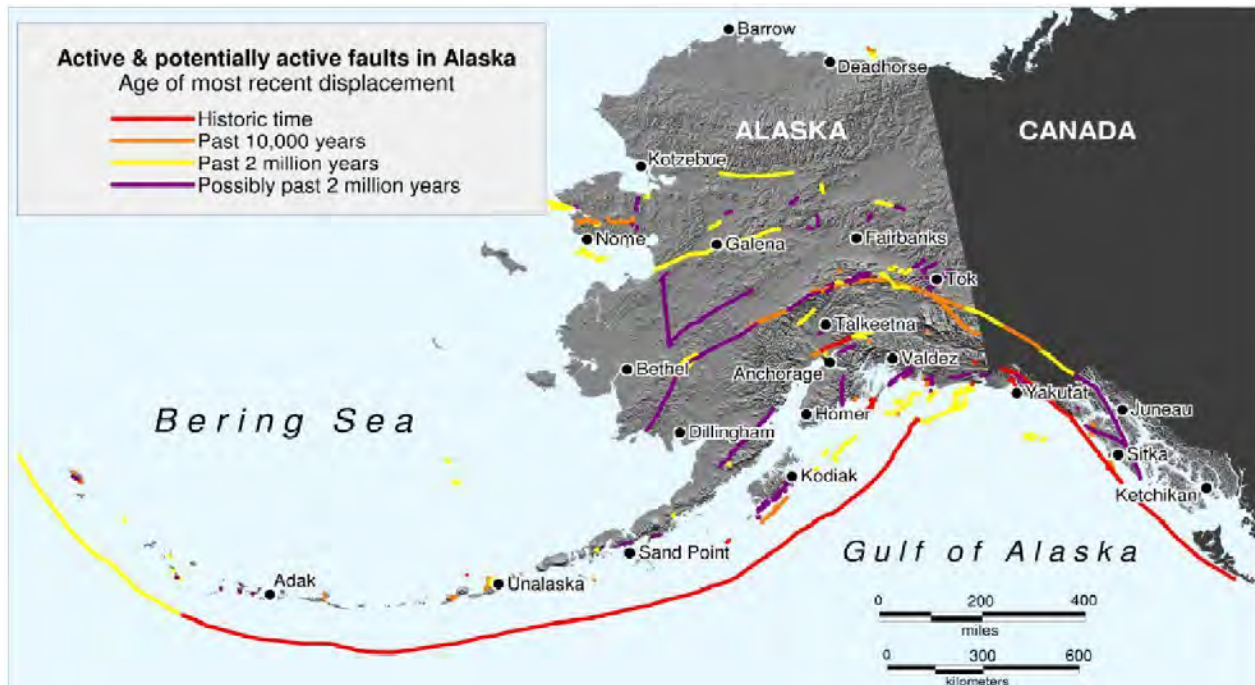 Active & potentially active faults in Alaska
Age of most recent displacement
Historic time
Past 10,000 years
Past 2 million years
Possibly past 2 million years
Barrow
Deadhorse
ALASKA
CANADA
Kotzebue
Nome
Galena
Fairbanks
Tok
Talkeetna
Bethel
Anchorage
Valdez
Yakutat
Juneau
Homer
Bering Sea
Dillingham
Sitka
Kodiak
Ketchikan
Sand Point
Gulf of Alaska
Adak
Unalaska
0 200 400
miles
0 300 600
kilometers